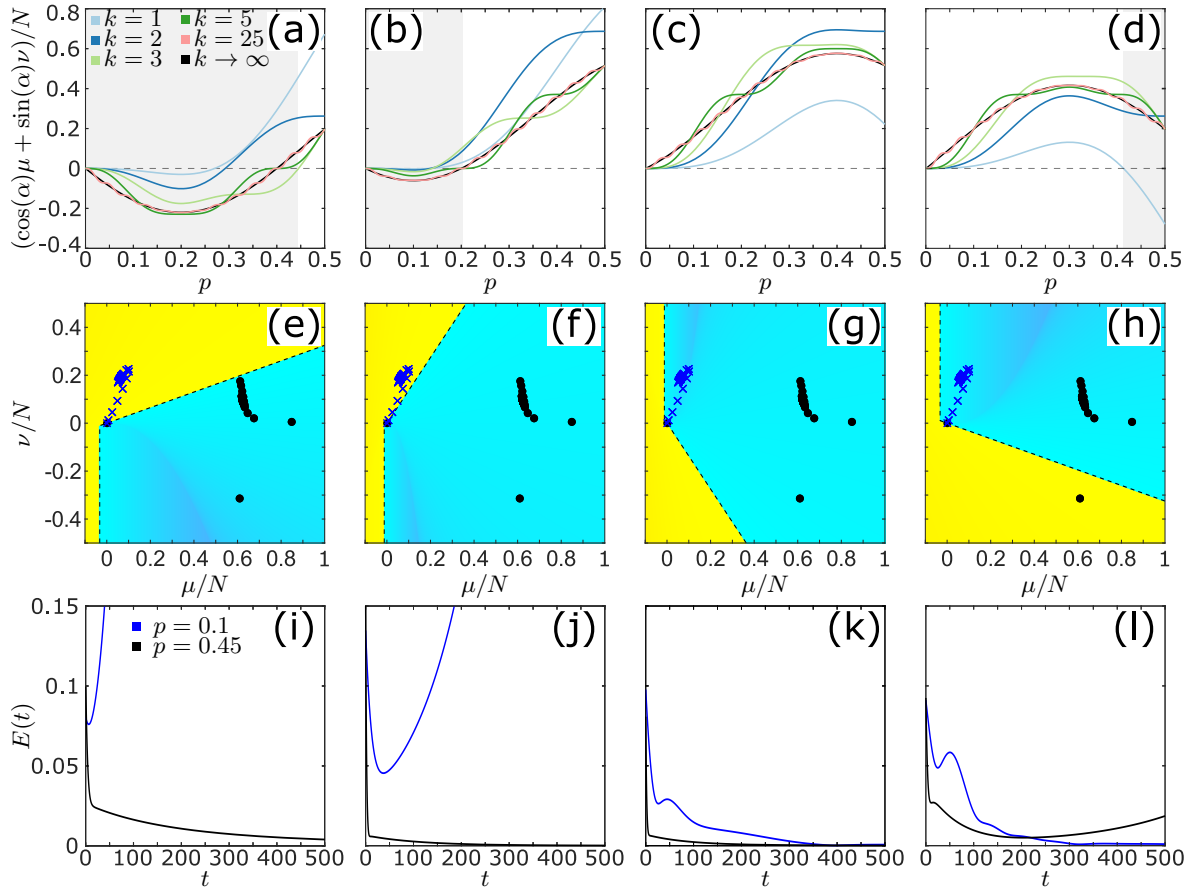 (cos(α)μ + sin(α)ν)/N
0.8
0.6
0.4
0.2
0
-0.2
-0.4
k = 1 k = 5
k = 2 k = 25
k = 3 k → ∞
(a) (b) (c) (d)
0 0.1 0.2 0.3 0.4 0.5 0.1 0.2 0.3 0.4 0.5 0.1 0.2 0.3 0.4 0.5 0.1 0.2 0.3 0.4 0.5
p p p p
ν/N
0.4
0.2
0
-0.2
-0.4
(e) (f) (g) (h)
0 0.2 0.4 0.6 0.8 1 0 0.2 0.4 0.6 0.8 1 0 0.2 0.4 0.6 0.8 1 0 0.2 0.4 0.6 0.8 1
μ/N μ/N μ/N μ/N
E(t)
0.15
0.1
0.05
0
p = 0.1
p = 0.45
(i) (j) (k) (l)
0 100 200 300 400 500 100 200 300 400 500 100 200 300 400 500 100 200 300 400 500
t t t t